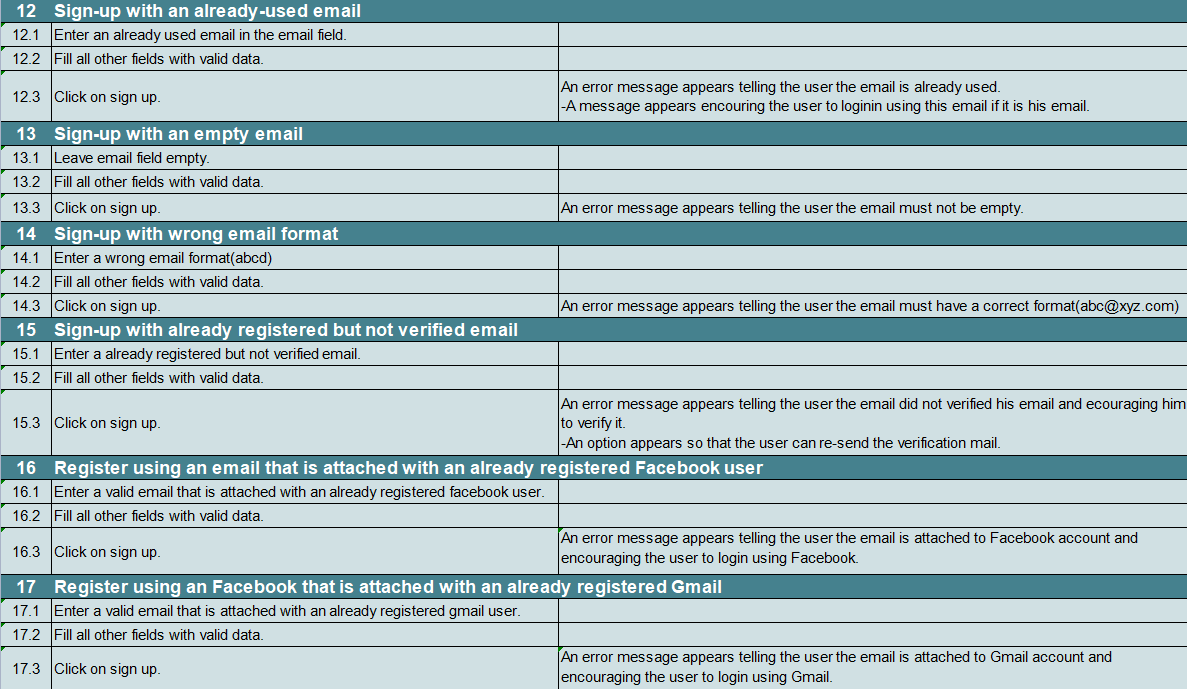 12 Sign-up with an already-used email
12.1 Enter an already used email in the email field.
12.2 Fill all other fields with valid data.
12.3 Click on sign up.
An error message appears telling the user the email is already used.
-A message appears encouring the user to loginin using this email if it is his email.
13 Sign-up with an empty email
13.1 Leave email field empty.
13.2 Fill all other fields with valid data.
13.3 Click on sign up. An error message appears telling the user the email must not be empty.
14 Sign-up with wrong email format
14.1 Enter a wrong email format(abcd)
14.2 Fill all other fields with valid data.
14.3 Click on sign up. An error message appears telling the user the email must have a correct format(abc@xyz.com)
15 Sign-up with already registered but not verified email
15.1 Enter a already registered but not verified email.
15.2 Fill all other fields with valid data.
15.3 Click on sign up.
An error message appears telling the user the email did not verified his email and ecouraging him
to verify it.
-An option appears so that the user can re-send the verification mail.
16 Register using an email that is attached with an already registered Facebook user
16.1 Enter a valid email that is attached with an already registered facebook user.
16.2 Fill all other fields with valid data.
16.3 Click on sign up.
An error message appears telling the user the email is attached to Facebook account and
encouraging the user to login using Facebook.
17 Register using an Facebook that is attached with an already registered Gmail
17.1 Enter a valid email that is attached with an already registered gmail user.
17.2 Fill all other fields with valid data.
17.3 Click on sign up.
An error message appears telling the user the email is attached to Gmail account and
encouraging the user to login using Gmail.